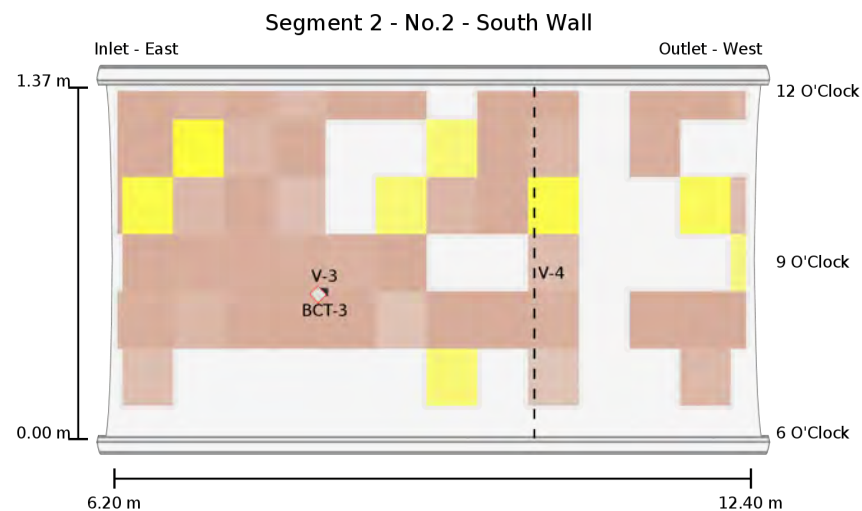 Segment 2 - No.2 - South Wall
Inlet - East
Outlet - West
1.37 m
12 O'Clock
9 O'Clock
V-3
V-4
BCT-3
0.00 m
6 O'Clock
6.20 m
12.40 m